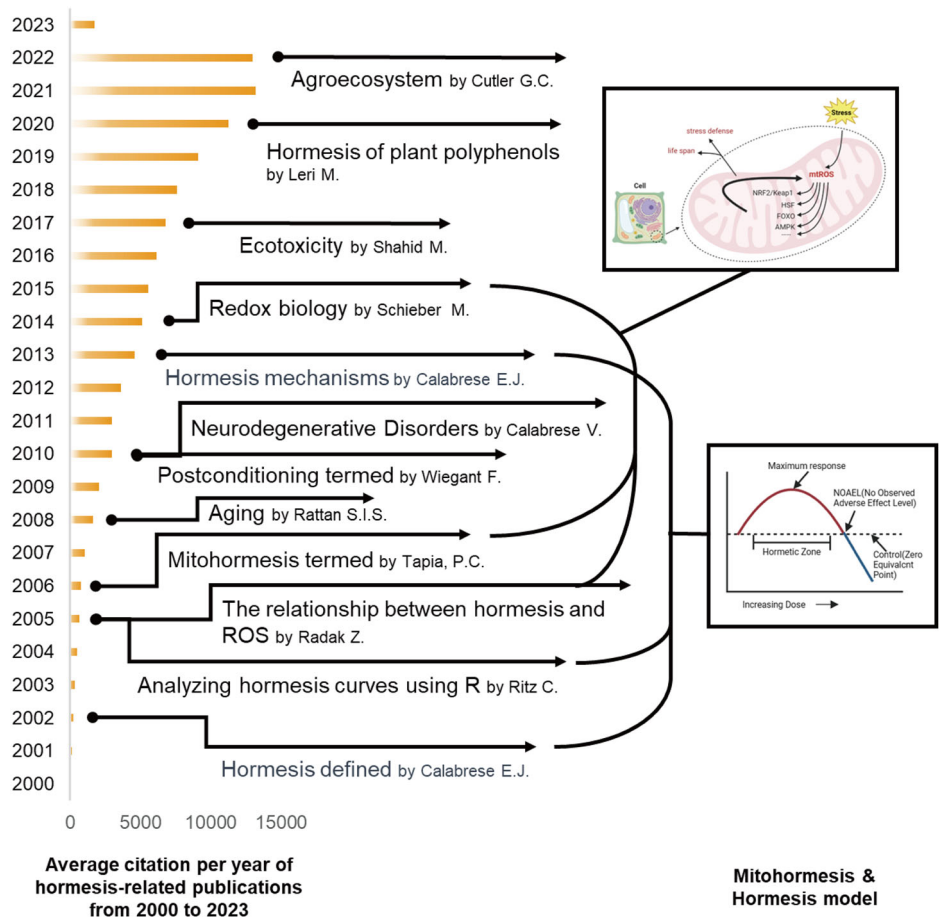 2023
2022
Agroecosystem by Cutler G.C.
2021
2020
Hormesis of plant polyphenols
by Leri M.
2019
2018
2017
Ecotoxicity by Shahid M.
2016
2015
Redox biology by Schieber M.
2014
2013
Hormesis mechanisms by Calabrese E.J.
2012
2011
Neurodegenerative Disorders by Calabrese V.
2010
Postconditioning termed by Wiegant F.
2009
2008
Aging by Rattan S.I.S.
2007
Mitohormesis termed by Tapia, P.C.
2006
The relationship between hormesis and
ROS by Radak Z.
2005
2004
Analyzing hormesis curves using R by Ritz C.
2003
2002
2001
Hormesis defined by Calabrese E.J.
2000
0 5000 10000 15000
Average citation per year of
hormesis-related publications
from 2000 to 2023
Stress
stress defense
life span
mtROS
NRF2/Keap1
HSF
FOXO
AMPK
......
Cell
Maximum response
NOAEL(No Observed
Adverse Effect Level)
Hormetic Zone
Control(Zero
Equivalcnt
Point)
Increasing Dose
Mitohormesis &
Hormesis model